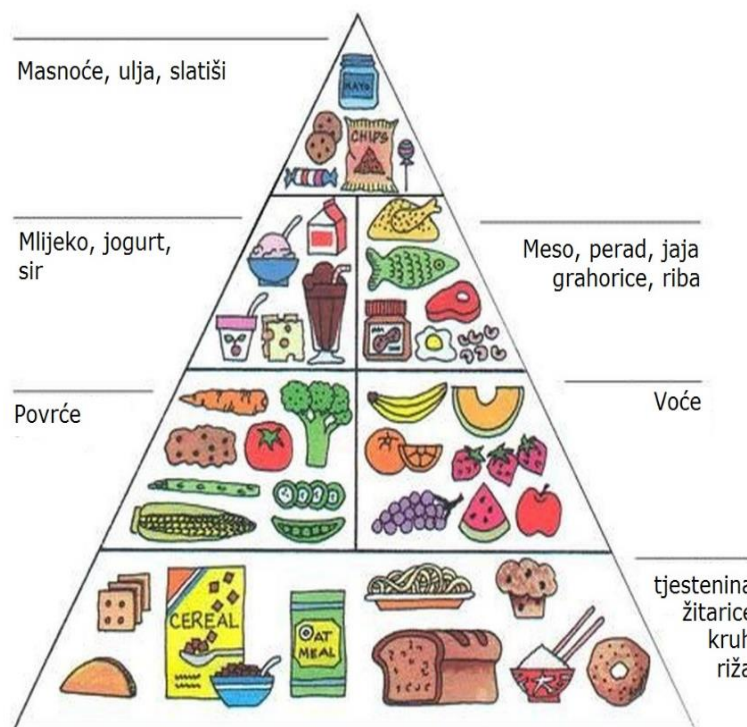 Masnoće, ulja, slatiši
MAYO
CHIPS
Mlijeko, jogurt,
sir
Meso, perad, jaja
grahorice, riba
Povrće
Voće
CEREAL
OAT
MEAL
tjestenina
žitarice
kruh
riža